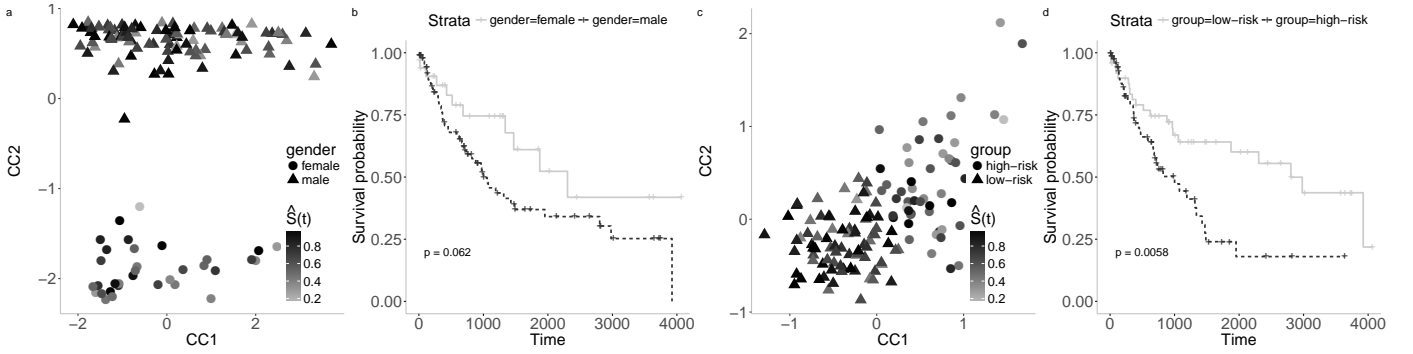 a
1
0
−1
−2
CC2
−2
0
2
CC1
gender
female
male
Ŝ(t)
0.8
0.6
0.4
0.2
b
Strata gender=female gender=male
1.00
0.75
0.50
0.25
0.00
Survival probability
p = 0.062
0 1000 2000 3000 4000
Time
c
2
1
0
−1
CC2
−1
0
1
CC1
group
high−risk
low−risk
Ŝ(t)
0.8
0.6
0.4
0.2
d
Strata group=low−risk group=high−risk
1.00
0.75
0.50
0.25
0.00
Survival probability
p = 0.0058
0 1000 2000 3000 4000
Time